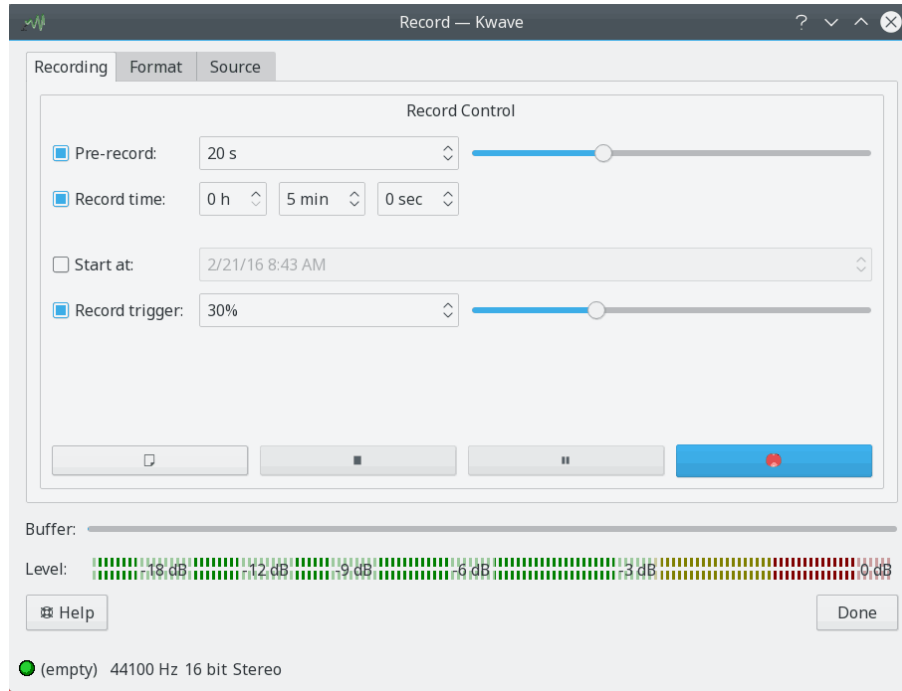 Record — Kwave
Recording Format Source
Record Control
Pre-record: 20 s
Record time: 0 h 5 min 0 sec
Start at: 2/21/16 8:43 AM
Record trigger: 30%
Buffer:
Level: -18 dB -12 dB -9 dB -6 dB -3 dB 0 dB
Help Done
(empty) 44100 Hz 16 bit Stereo